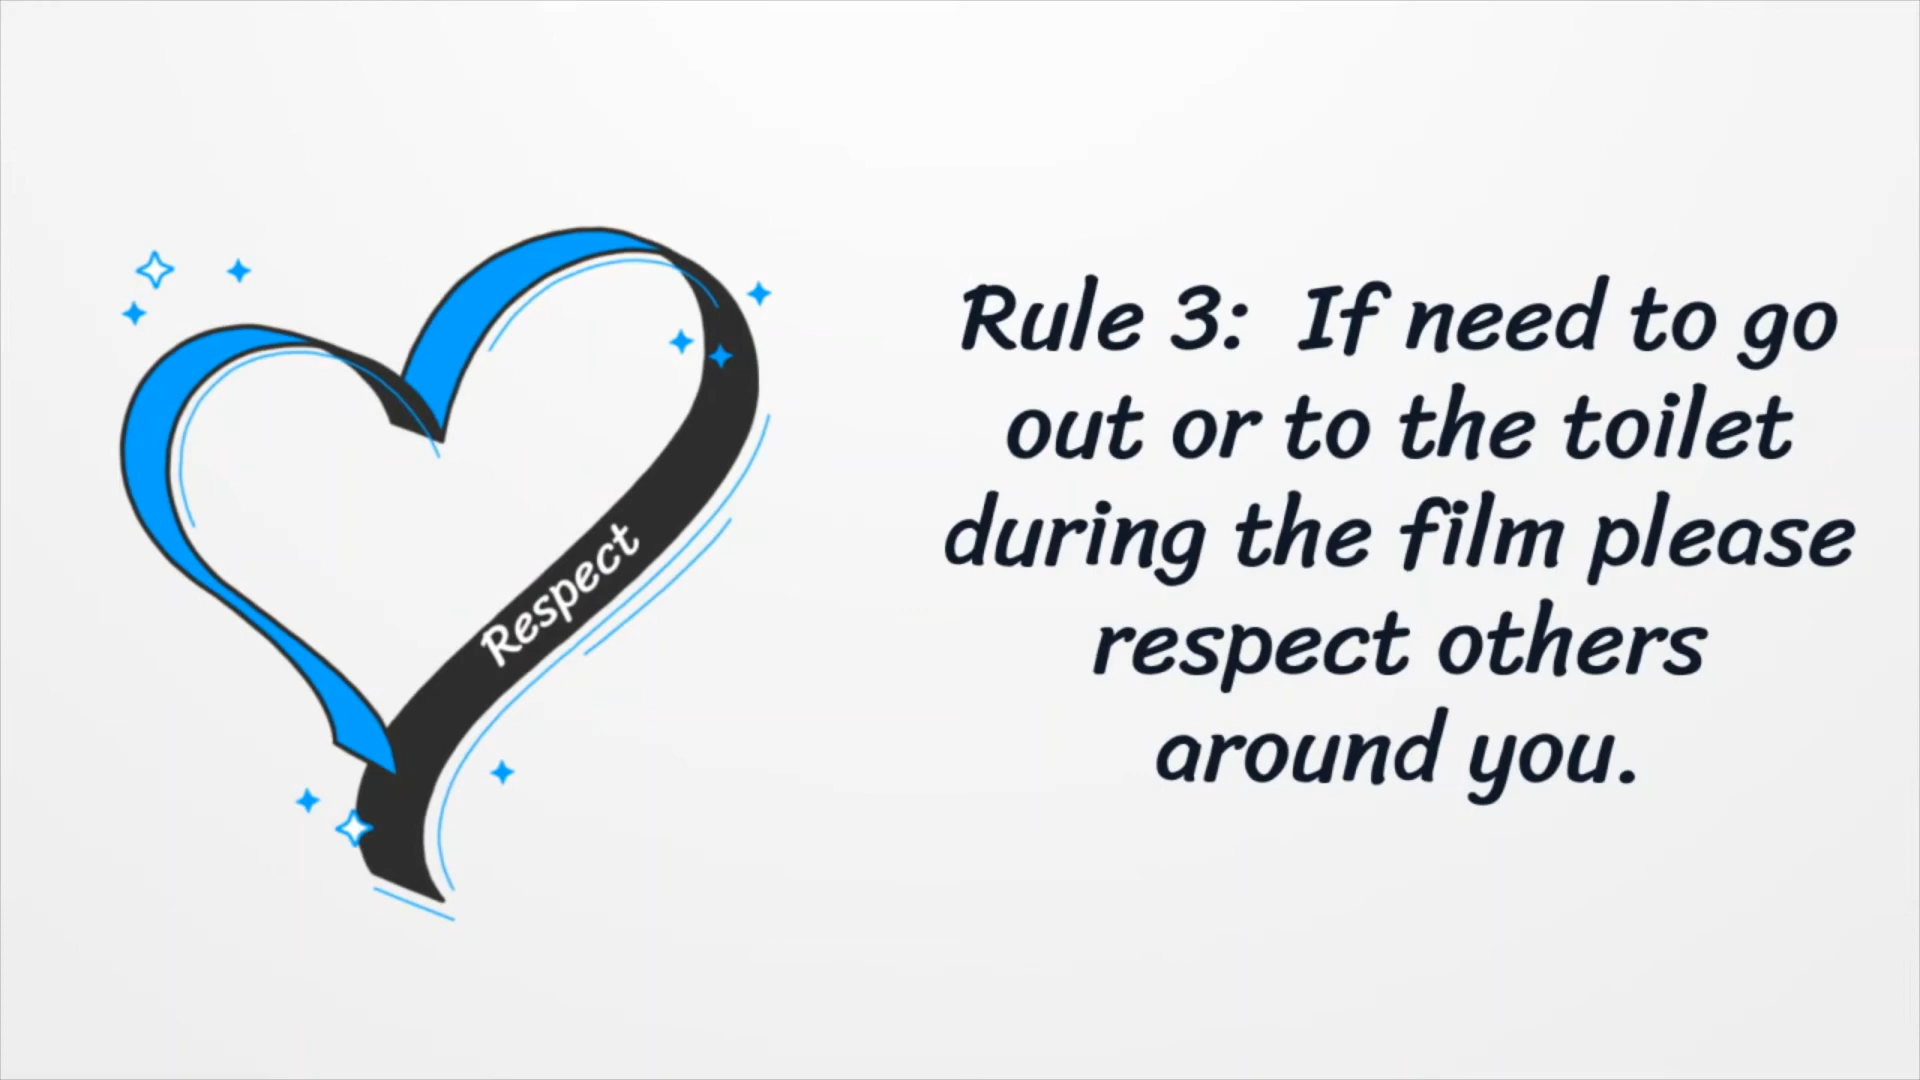 Respect
Rule 3: If need to go
out or to the toilet
during the film please
respect others
around you.